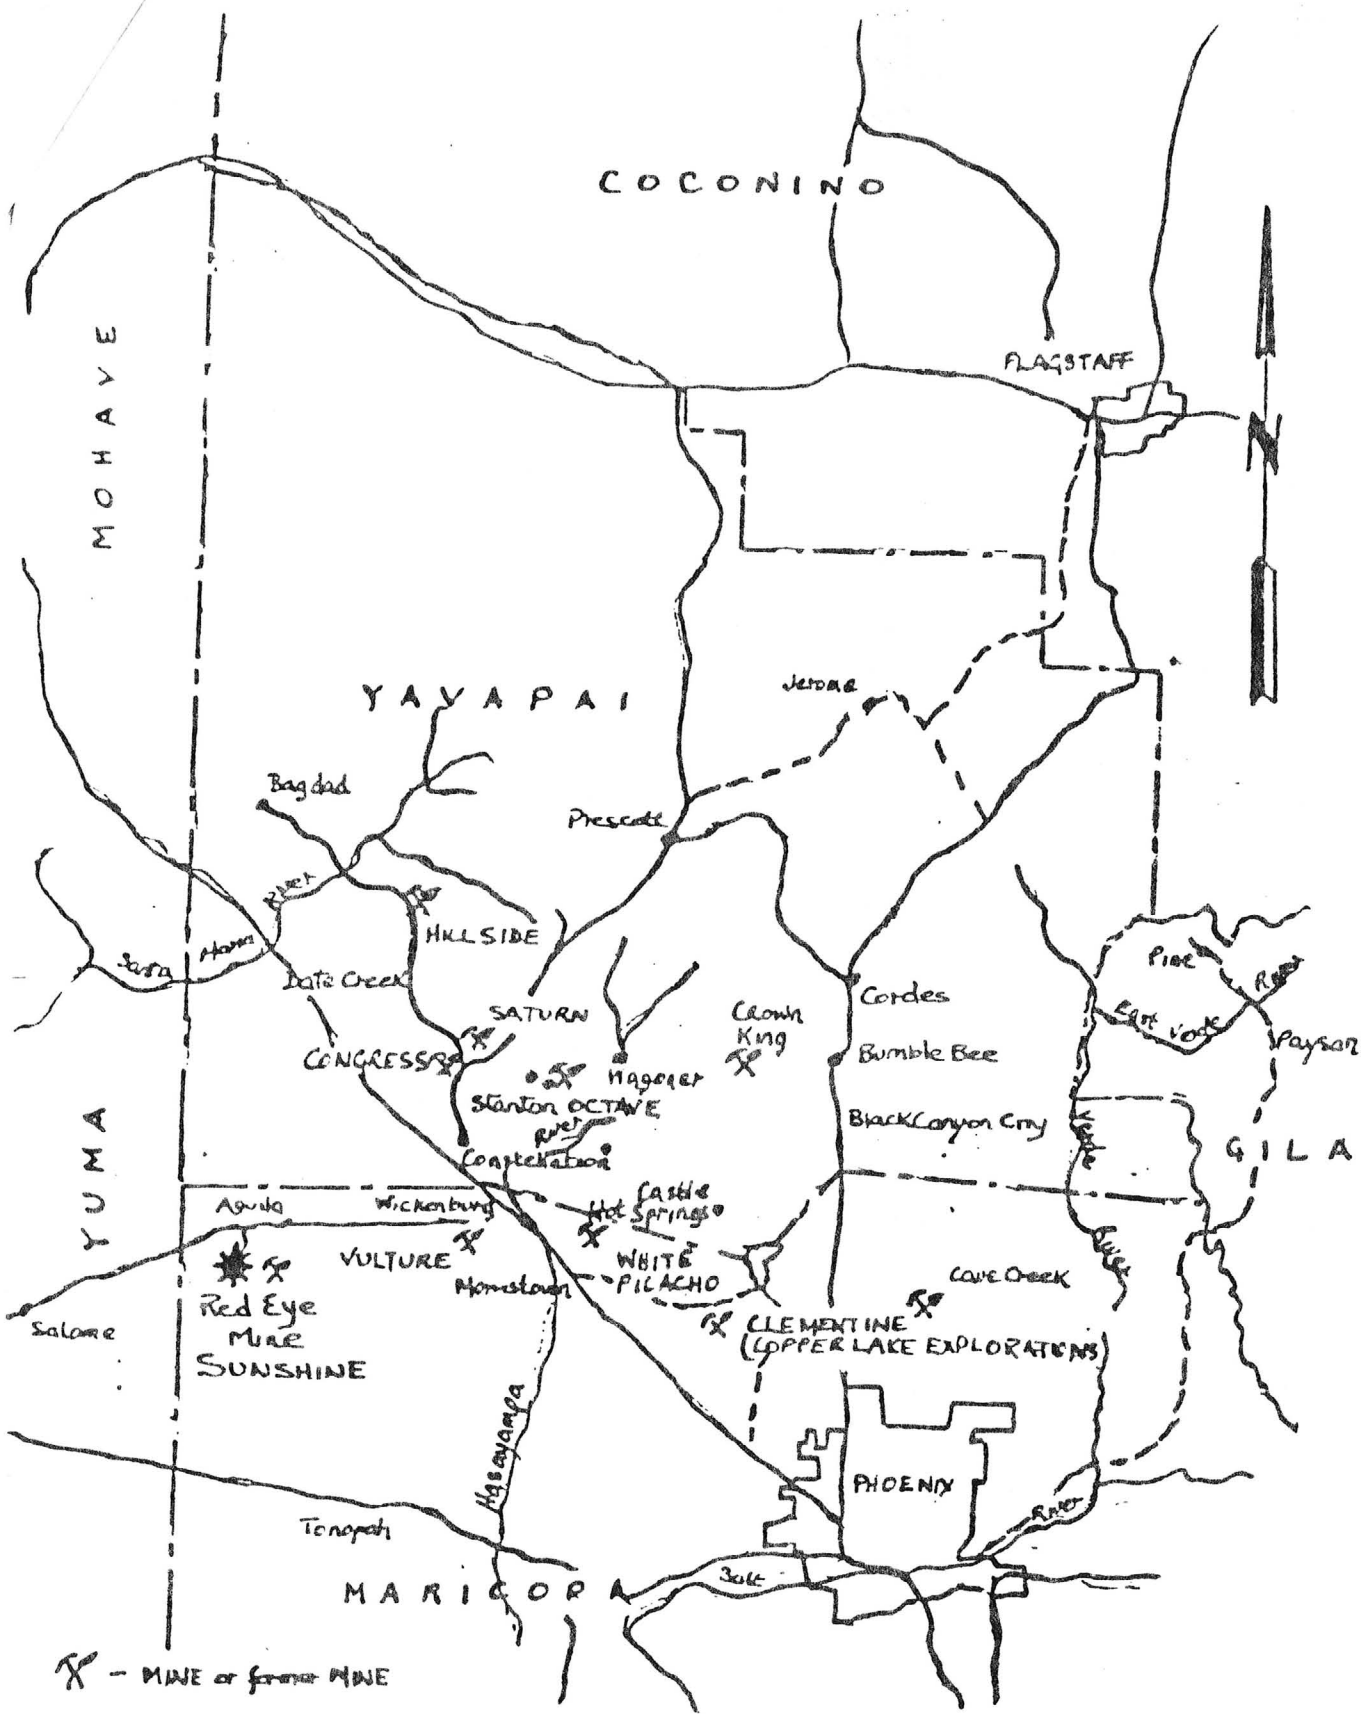 COCONINO
FLAGSTAFF
MOHAVE
N
YAVAPAI
Jerome
Bagdad
Prescott
River
HILLSIDE
Santa Maria
Date Creek
SATURN
Crown
King
Cordes
Pine
East Verde
River
Payson
CONGRESS
Bumble Bee
Stanton OCTAVE
Black Canyon City
River
Constellation
Verde
GILA
YUMA
Aguila
Wickenburg
Castle
Hot Springs
VULTURE
WHITE
PILACHO
River
Morristown
Cave Creek
Red Eye
Mine
SUNSHINE
Salome
CLEMENTINE
(COPPER LAKE EXPLORATIONS)
Hasayampa
PHOENIX
River
Tonopah
Salt
MARICOPA
- MINE or former MINE